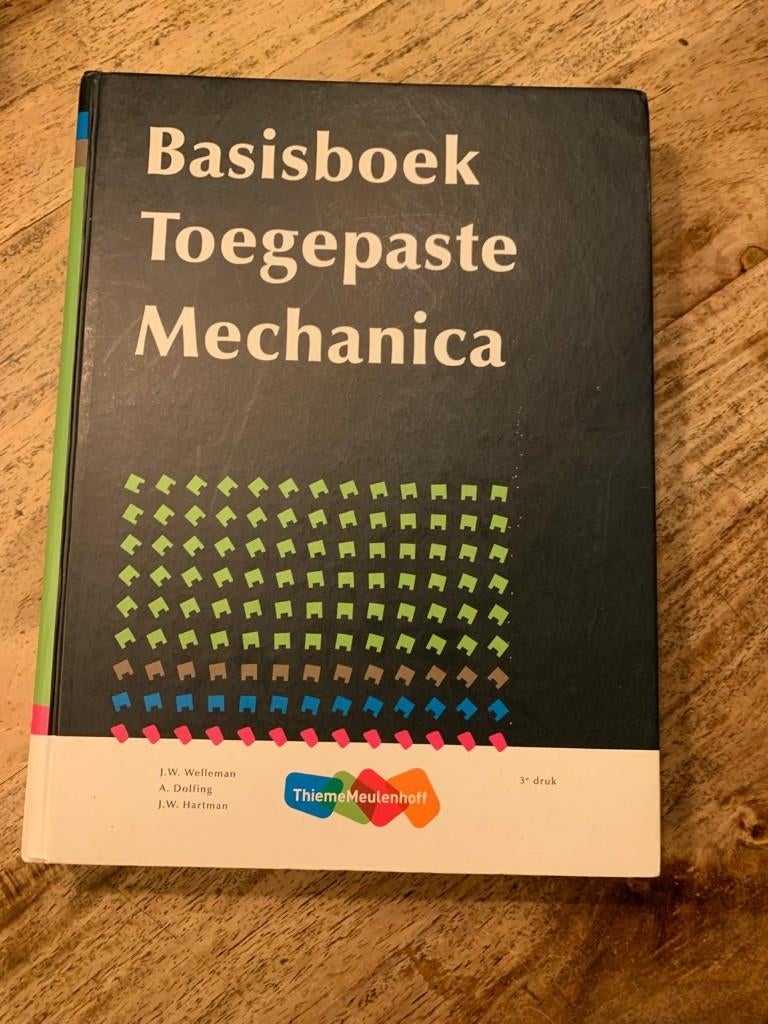 Basisboek
Toegepaste
Mechanica
J.W. Welleman
A. Dolfing
J.W. Hartman
ThiemeMeulenhoff
3e druk